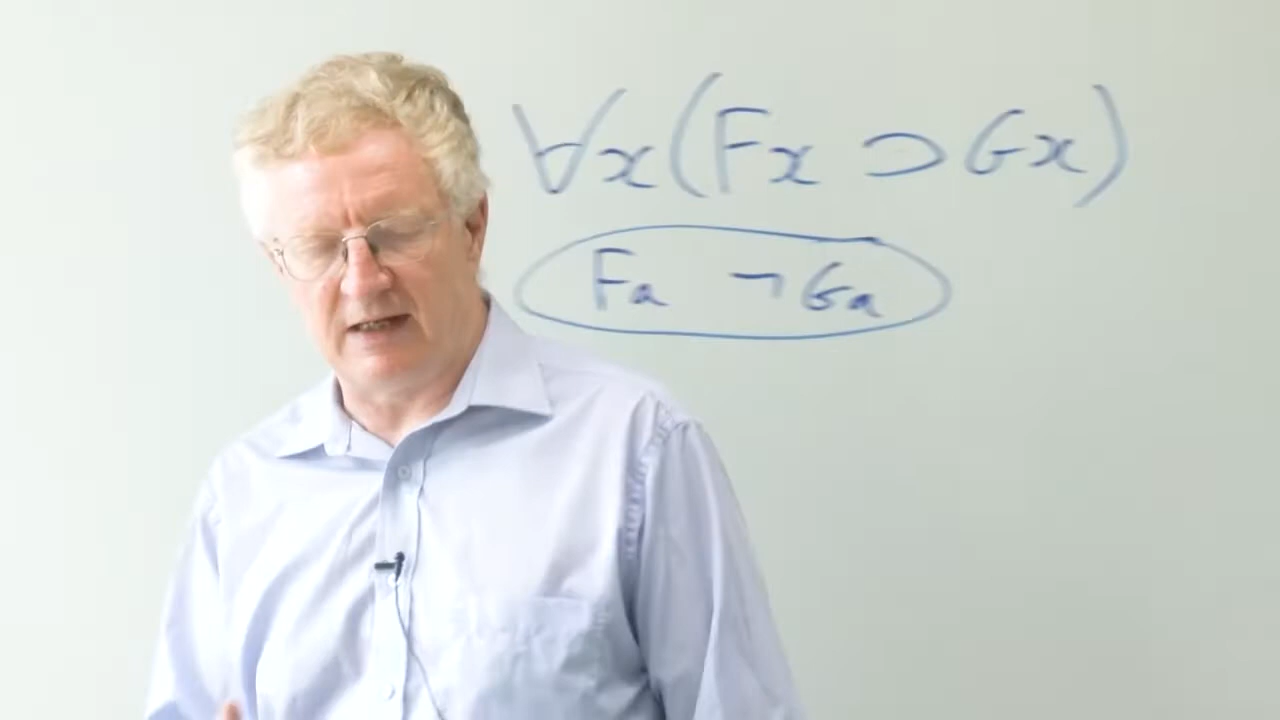 ∀x(Fx ⊃ Gx)
Fa ¬Ga